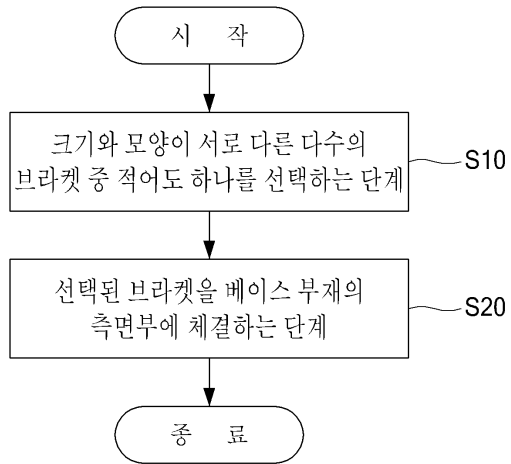 시 작
크기와 모양이 서로 다른 다수의
브라켓 중 적어도 하나를 선택하는 단계
S10
선택된 브라켓을 베이스 부재의
측면부에 체결하는 단계
S20
종 료